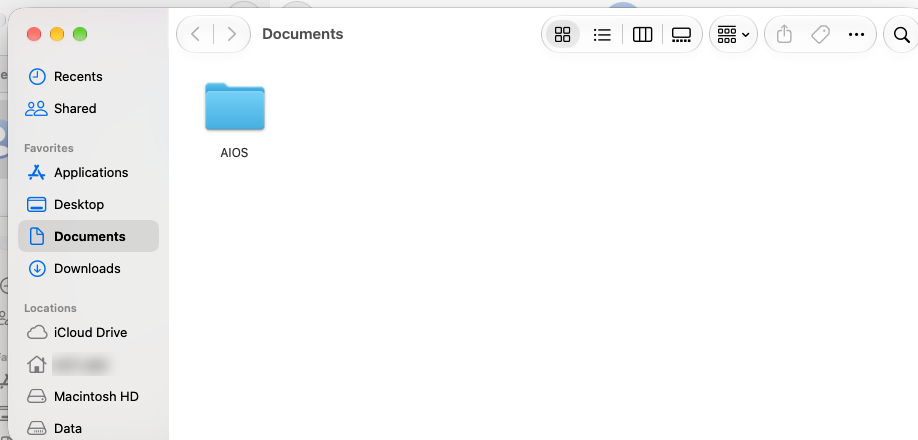 Documents
Recents
Shared
Favorites
Applications
Desktop
Documents
Downloads
Locations
iCloud Drive
Macintosh HD
Data
AIOS